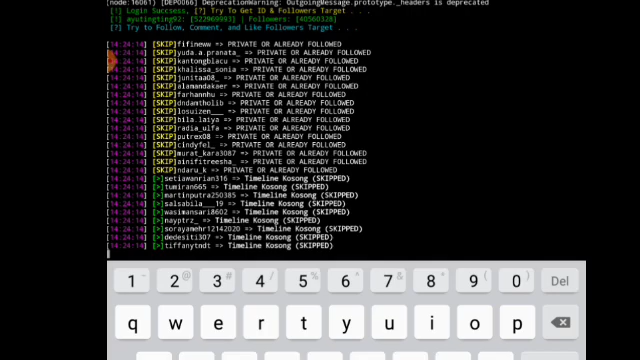 [node:16061] [DEP0066] DeprecationWarning: OutgoingMessage.prototype._headers is deprecated
[!] Login Succsess, [?] Try To Get ID & Followers Target . . .
[!] ayutingting92: [522969993] | Followers: [40500328]
[?] Try to Follow, Comment, and Like Followers Target . . .
[14:24:14] [SKIP]fifineww => PRIVATE OR ALREADY FOLLOWED
[14:24:14] [SKIP]yuda.a.pranata_ => PRIVATE OR ALREADY FOLLOWED
[14:24:14] [SKIP]kantongbiacu => PRIVATE OR ALREADY FOLLOWED
[14:24:14] [SKIP]khalissa_sonia => PRIVATE OR ALREADY FOLLOWED
[14:24:14] [SKIP]junitaa08_ => PRIVATE OR ALREADY FOLLOWED
[14:24:14] [SKIP]alamandakaer => PRIVATE OR ALREADY FOLLOWED
[14:24:14] [SKIP]farhannhu => PRIVATE OR ALREADY FOLLOWED
[14:24:14] [SKIP]dndamtholib => PRIVATE OR ALREADY FOLLOWED
[14:24:14] [SKIP]losuizen___ => PRIVATE OR ALREADY FOLLOWED
[14:24:14] [SKIP]hila.laiya => PRIVATE OR ALREADY FOLLOWED
[14:24:14] [SKIP]radia_ulfa => PRIVATE OR ALREADY FOLLOWED
[14:24:14] [SKIP]putrex08 => PRIVATE OR ALREADY FOLLOWED
[14:24:14] [SKIP]cindyfel_ => PRIVATE OR ALREADY FOLLOWED
[14:24:14] [SKIP]murat_kara3087 => PRIVATE OR ALREADY FOLLOWED
[14:24:14] [SKIP]ainifitreesha_ => PRIVATE OR ALREADY FOLLOWED
[14:24:14] [SKIP]ndaru_k => PRIVATE OR ALREADY FOLLOWED
[14:24:14] [>]setiawanrian316 => Timeline Kosong (SKIPPED)
[14:24:14] [>]tumiran665 => Timeline Kosong (SKIPPED)
[14:24:14] [>]martinputra250385 => Timeline Kosong (SKIPPED)
[14:24:14] [>]salsabila___19 => Timeline Kosong (SKIPPED)
[14:24:14] [>]wasimansari8602 => Timeline Kosong (SKIPPED)
[14:24:14] [>]nayptrz_ => Timeline Kosong (SKIPPED)
[14:24:14] [>]sorayamehr12142020 => Timeline Kosong (SKIPPED)
[14:24:14] [>]dedesiti307 => Timeline Kosong (SKIPPED)
[14:24:14] [>]tiffanytndt => Timeline Kosong (SKIPPED)
1 ~ 2 @ 3 # 4 / 5 % 6 ^ 7 & 8 * 9 ( 0 ) Del
q w e r t y u i o p